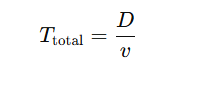 T_total = D / v